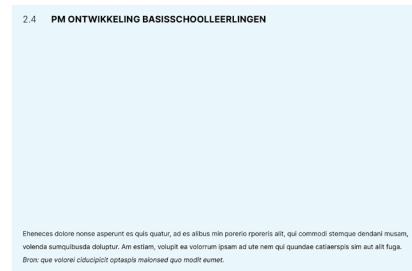 2.4 PM ONTWIKKELING BASISSCHOOLLEERLINGEN
Eheneces dolore nonse asperunt es quis quatur, ad es alibus min porerio rporeris alit, qui commodi stemque dendani musam,
volenda sumquibusda doluptur. Am estiam, volupit ea volorrum ipsam ad ute nem qui quundae catiaerspis sim aut alit fuga.
Bron: que volorei ciducipicit optaspis maionsed quo modit eumet.